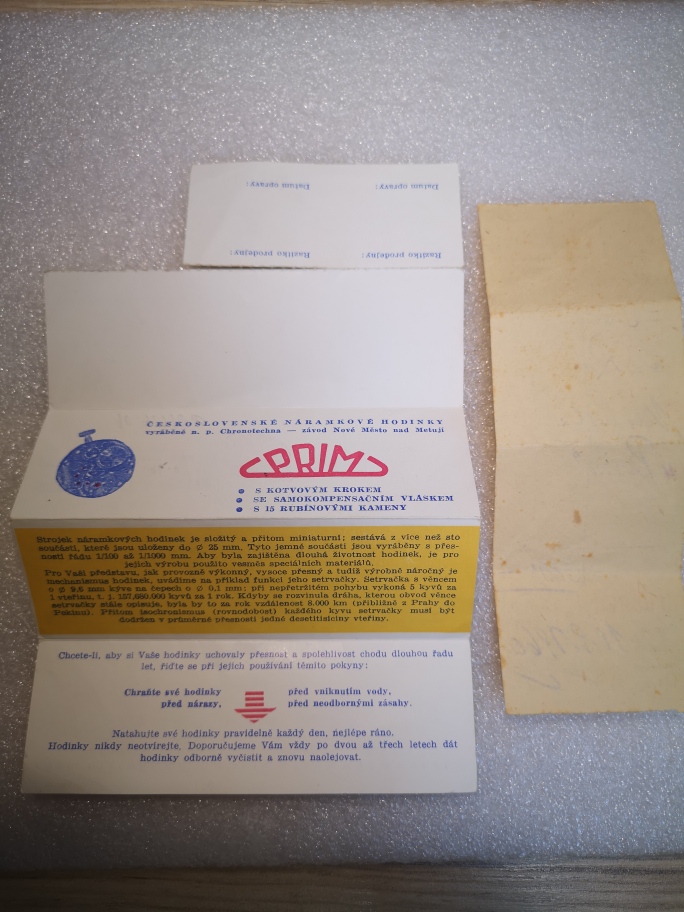 Razítko prodejny: Razítko prodejny:
Datum opravy: Datum opravy:
ČESKOSLOVENSKÉ NÁRAMKOVÉ HODINKY
vyráběné n. p. Chronotechna — závod Nové Město nad Metují
PRIM
S KOTVOVÝM KROKEM
SE SAMOKOMPENSAČNÍM VLÁSKEM
S 15 RUBÍNOVÝMI KAMENY
Strojek náramkových hodinek je složitý a přitom miniaturní; sestává z více než sto
součástí, které jsou uloženy do ∅ 25 mm. Tyto jemné součásti jsou vyráběny s přes-
ností řádu 1/100 až 1/1000 mm. Aby byla zajištěna dlouhá životnost hodinek, je pro
jejich výrobu použito vesměs speciálních materiálů.
Pro Vaši představu, jak provozně výkonný, vysoce přesný a tudíž výrobně náročný je
mechanismus hodinek, uvádíme na příklad funkci jeho setrvačky. Setrvačka s věncem
o ∅ 9,6 mm kývá na čepech o ∅ 0,1 mm; při nepřetržitém pohybu vykoná 5 kyvů za
1 vteřinu, t. j. 157,680.000 kyvů za 1 rok. Kdyby se rozvinula dráha, kterou obvod věnce
setrvačky stále opisuje, byla by to za rok vzdálenost 8.000 km (přibližně z Prahy do
Pekinu). Přitom isochronismus (rovnodobost) každého kyvu setrvačky musí být
dodržen v průměrné přesnosti jedné desetitisíciny vteřiny.
Chcete-li, aby si Vaše hodinky uchovaly přesnost a spolehlivost chodu dlouhou řadu
let, řiďte se při jejich používání těmito pokyny:
Chraňte své hodinky před vniknutím vody,
před nárazy, před neodbornými zásahy.
Natahujte své hodinky pravidelně každý den, nejlépe ráno.
Hodinky nikdy neotvírejte. Doporučujeme Vám vždy po dvou až třech letech dát
hodinky odborně vyčistit a znovu naolejovat.